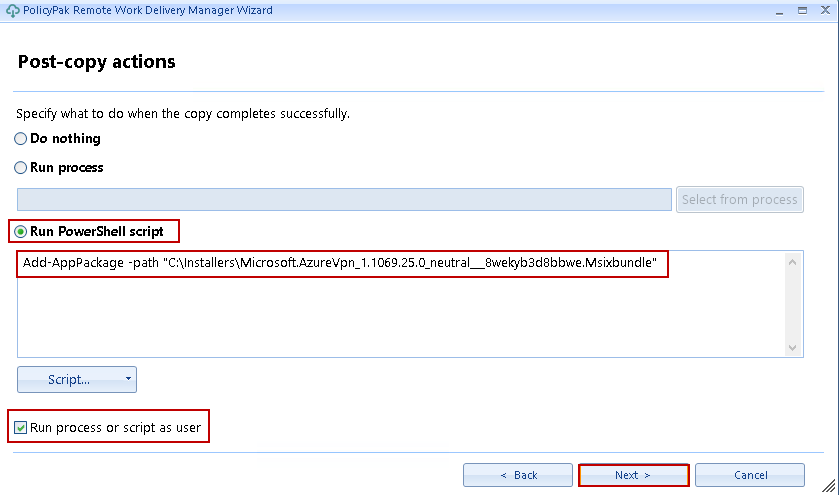 PolicyPak Remote Work Delivery Manager Wizard
Post-copy actions
Specify what to do when the copy completes successfully.
Do nothing
Run process
Select from process
Run PowerShell script
Add-AppPackage -path "C:\Installers\Microsoft.AzureVpn_1.1069.25.0_neutral__8wekyb3d8bbwe.Msixbundle"
Script...
Run process or script as user
< Back
Next >
Cancel